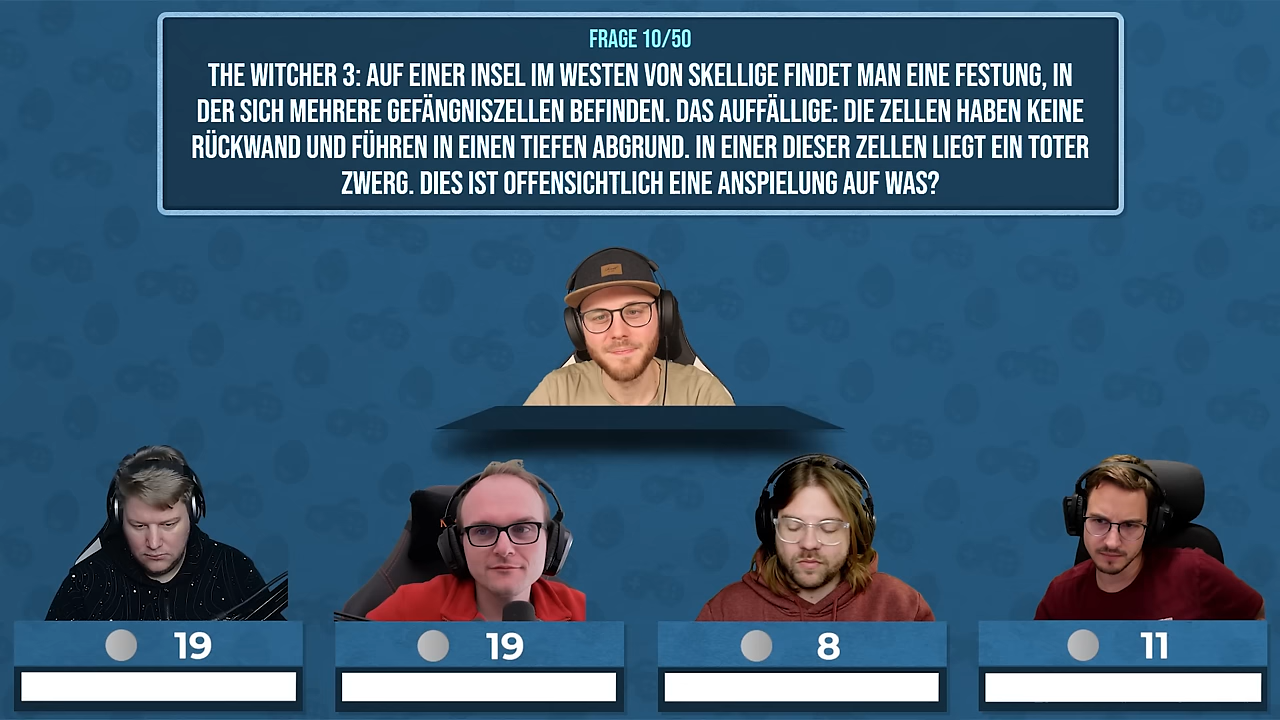 FRAGE 10/50
THE WITCHER 3: AUF EINER INSEL IM WESTEN VON SKELLIGE FINDET MAN EINE FESTUNG, IN
DER SICH MEHRERE GEFÄNGNISZELLEN BEFINDEN. DAS AUFFÄLLIGE: DIE ZELLEN HABEN KEINE
RÜCKWAND UND FÜHREN IN EINEN TIEFEN ABGRUND. IN EINER DIESER ZELLEN LIEGT EIN TOTER
ZWERG. DIES IST OFFENSICHTLICH EINE ANSPIELUNG AUF WAS?
19
19
8
11